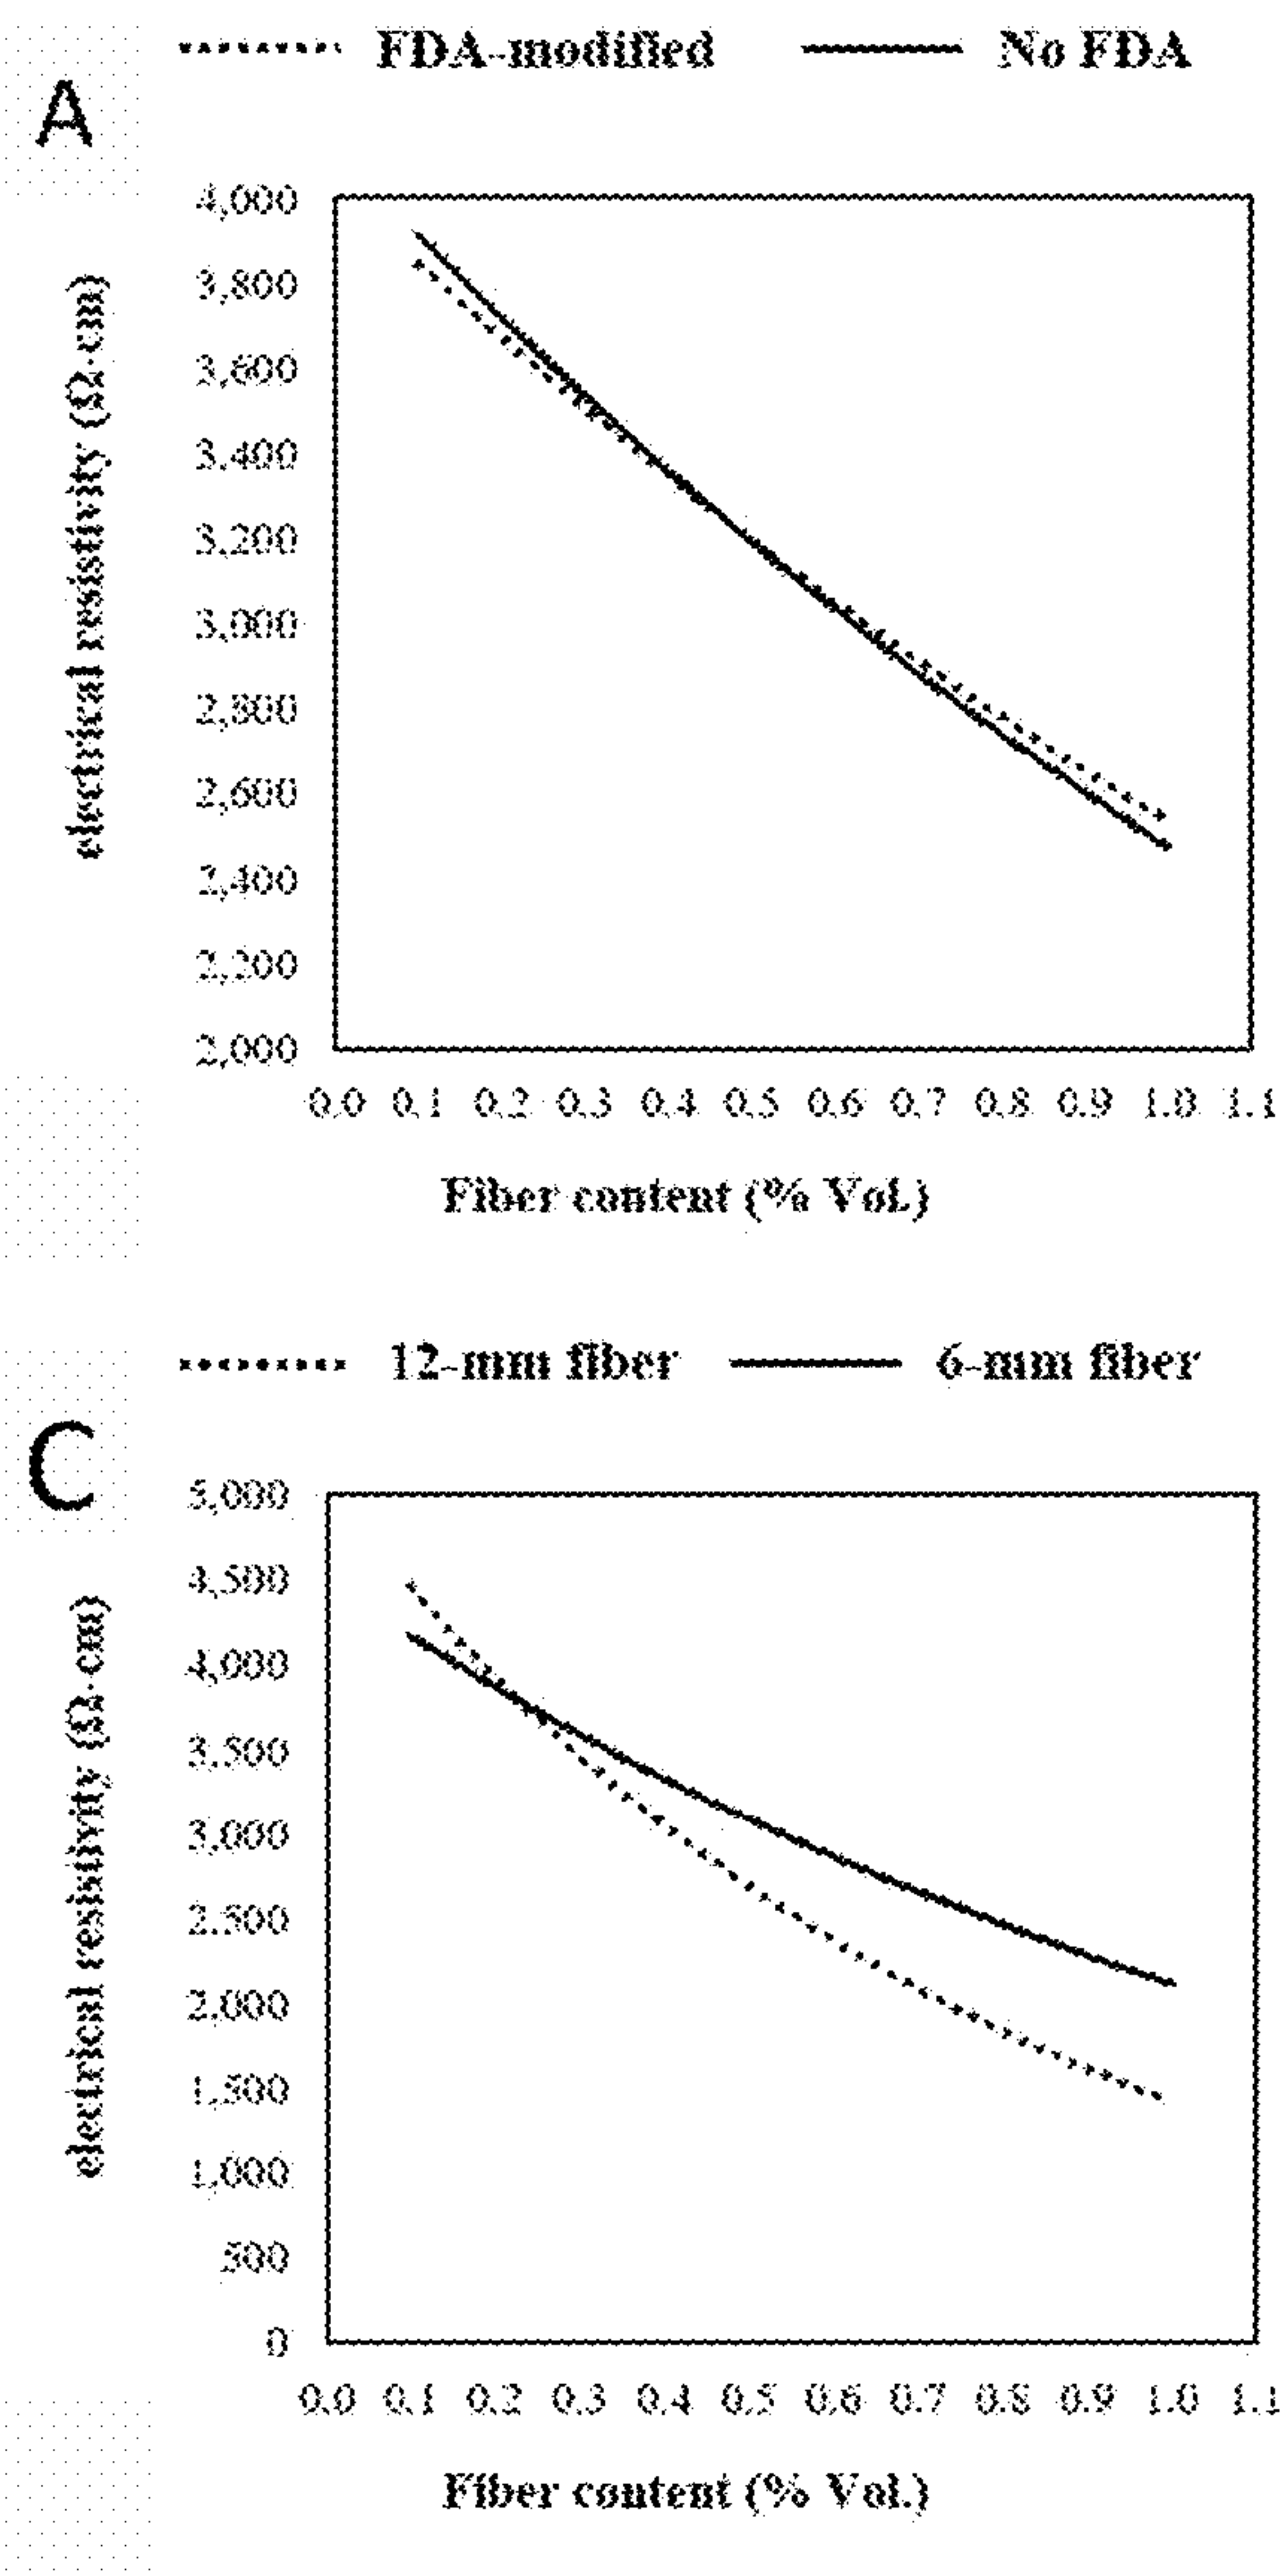 FDA-modified No FDA
A
4,000
3,800
3,600
3,400
3,200
3,000
2,800
2,600
2,400
2,200
2,000
electrical resistivity (Ω·cm)
0.0 0.1 0.2 0.3 0.4 0.5 0.6 0.7 0.8 0.9 1.0 1.1
Fiber content (% Vol.)
12-mm fiber 6-mm fiber
C
5,000
4,500
4,000
3,500
3,000
2,500
2,000
1,500
1,000
500
0
electrical resistivity (Ω·cm)
0.0 0.1 0.2 0.3 0.4 0.5 0.6 0.7 0.8 0.9 1.0 1.1
Fiber content (% Vol.)